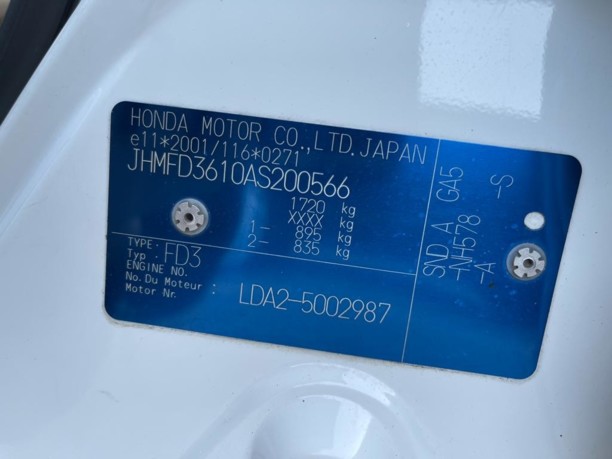 HONDA MOTOR CO.,LTD.JAPAN
e11*2001/116*0271*
JHMFD3610AS200566
1720 kg
XXXX kg
1- 895 kg
2- 835 kg
TYPE:
Typ : FD3
ENGINE NO.
No. Du Moteur :
Motor Nr.
LDA2-5002987
SND A GA5
-NH578 -S
-A